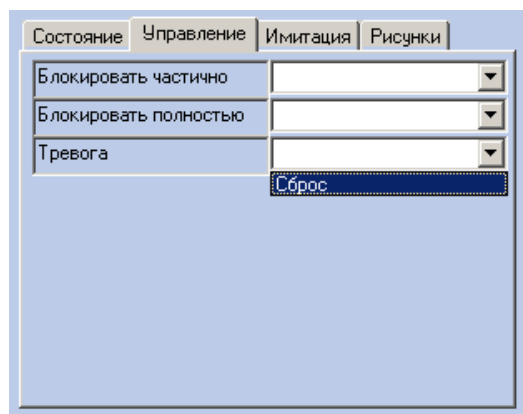 Состояние Управление Имитация Рисунки
Блокировать частично
Блокировать полностью
Тревога
Сброс